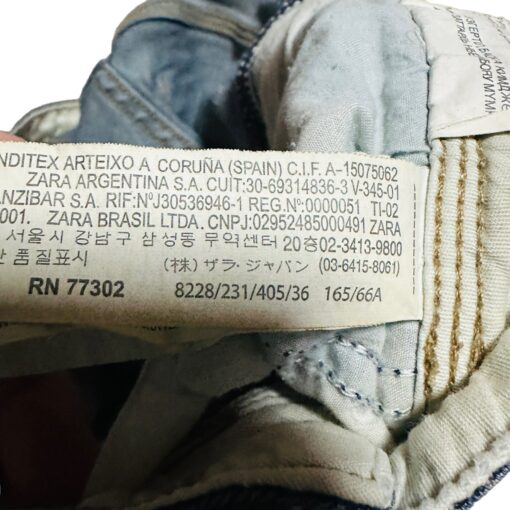 NDITEX ARTEIXO A CORUÑA (SPAIN) C.I.F. A-15075062
ZARA ARGENTINA S.A. CUIT:30-69314836-3 V-345-01
ANZIBAR S.A. RIF:NºJ30536946-1 REG.Nº:0000051 TI-02
001. ZARA BRASIL LTDA. CNPJ:02952485000491 ZARA
서울시 강남구 삼성동 무역센터 20층02-3413-9800
한 품질표시 (株) ザラ・ジャパン (03-6415-8061)
RN 77302 8228/231/405/36 165/66A